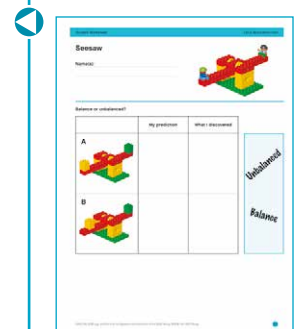 Seesaw
Name(s):
Balance or unbalanced?
My prediction
What I discovered
A
B
Unbalanced
Balance